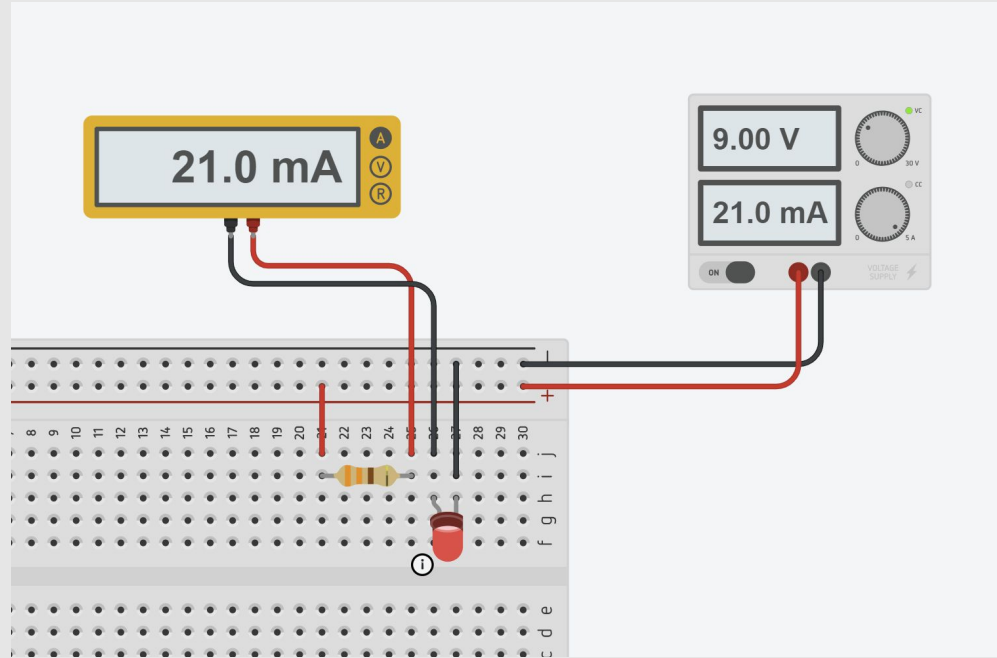 21.0 mA
A
V
R
9.00 V
VC
0
30 V
21.0 mA
CC
0
5 A
ON
VOLTAGE
SUPPLY
−
+
8 9 10 11 12 13 14 15 16 17 18 19 20 21 22 23 24 25 26 27 28 29 30
j
i
h
g
f
i
e
d
c